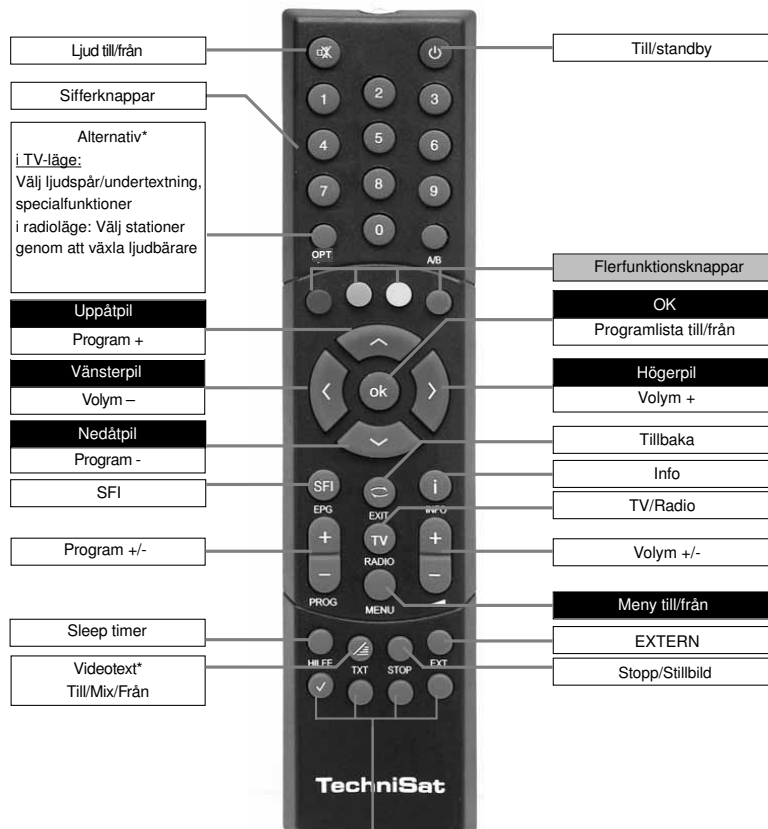 Ljud till/från
Till/standby
Sifferknappar
Alternativ*
i TV-läge:
Välj ljudspår/undertextning,
specialfunktioner
i radioläge: Välj stationer
genom att växla ljudbärare
1
2
3
4
5
6
7
8
9
0
OPT
A/B
Flerfunktionsknappar
Uppåtpil
Program +
OK
Programlista till/från
Vänsterpil
Volym –
ok
Högerpil
Volym +
Nedåtpil
Program -
Tillbaka
SFI
SFI
i
Info
EPG
EXIT
INFO
TV/Radio
Program +/-
+
TV
+
Volym +/-
RADIO
–
–
PROG
MENU
Meny till/från
Sleep timer
EXTERN
HILFE
TXT
STOP
EXT
Videotext*
Till/Mix/Från
Stopp/Stillbild
TechniSat